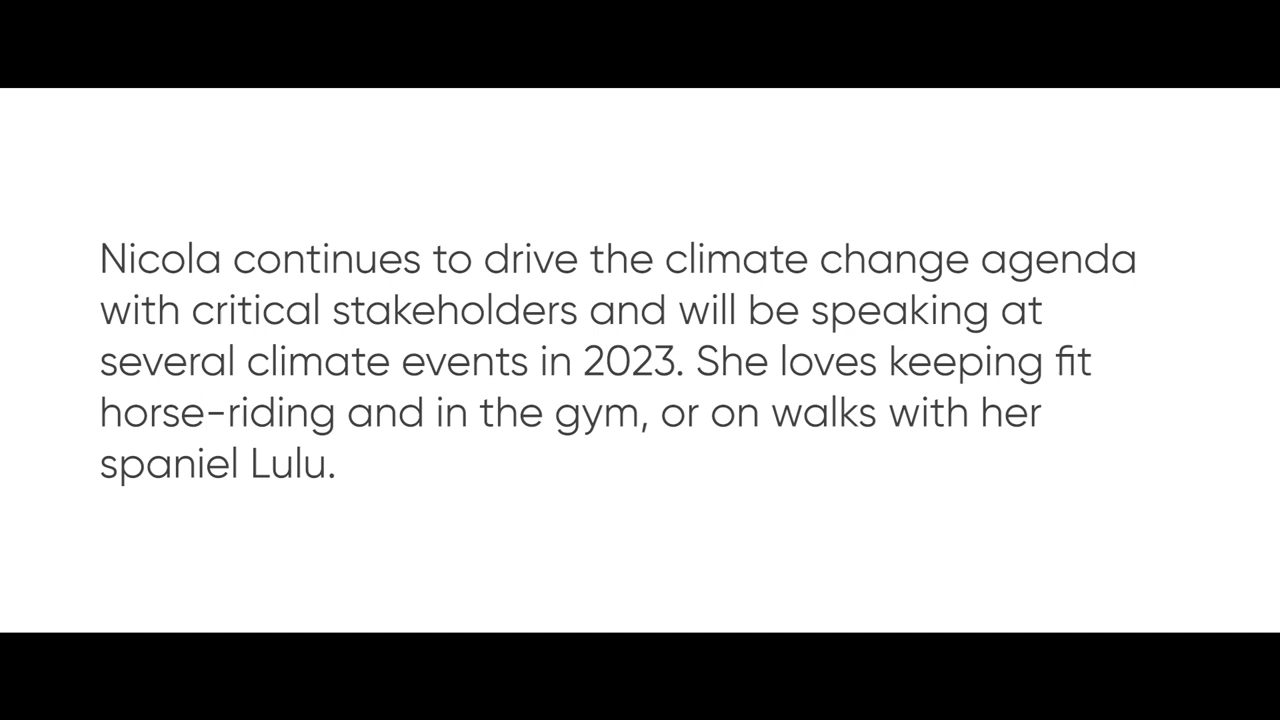 Nicola continues to drive the climate change agenda
with critical stakeholders and will be speaking at
several climate events in 2023. She loves keeping fit
horse-riding and in the gym, or on walks with her
spaniel Lulu.